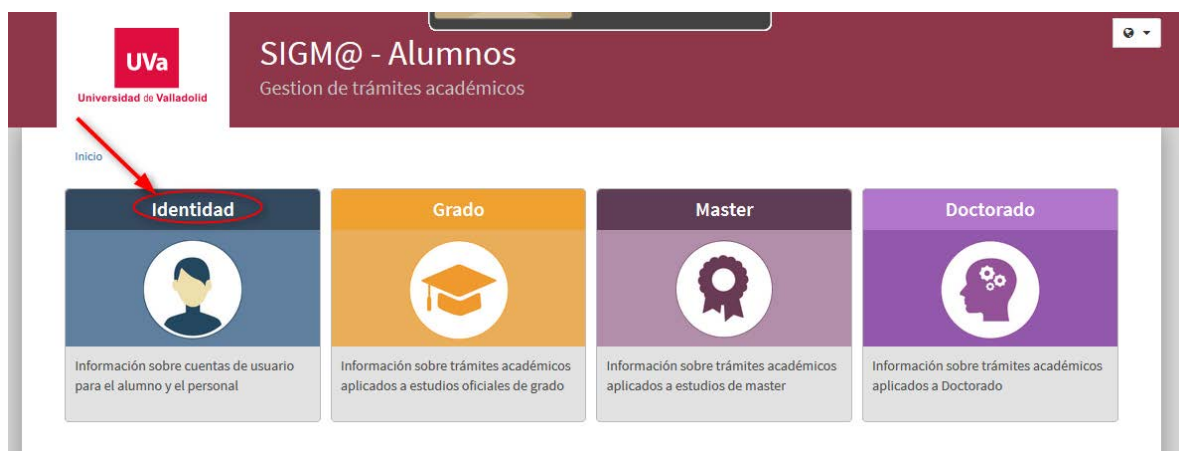 UVa
Universidad de Valladolid
SIGM@ - Alumnos
Gestion de trámites académicos
Inicio
Identidad
Información sobre cuentas de usuario
para el alumno y el personal
Grado
Información sobre trámites académicos
aplicados a estudios oficiales de grado
Master
Información sobre trámites académicos
aplicados a estudios de master
Doctorado
Información sobre trámites académicos
aplicados a Doctorado